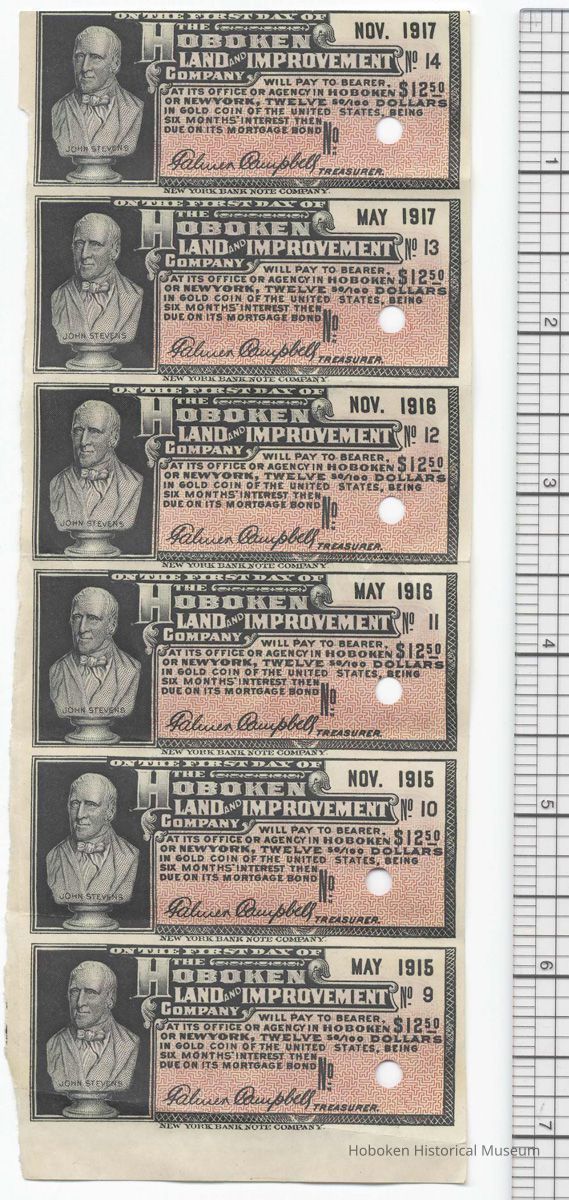 ON THE FIRST DAY OF
THE
HOBOKEN NOV. 1917
LAND AND IMPROVEMENT Nº 14
COMPANY WILL PAY TO BEARER,
AT ITS OFFICE OR AGENCY IN HOBOKEN $12 50
OR NEW YORK, TWELVE 50/100 DOLLARS
IN GOLD COIN OF THE UNITED STATES, BEING
SIX MONTHS' INTEREST THEN
DUE ON ITS MORTGAGE BOND Nº
JOHN STEVENS
Palmer Campbell
TREASURER.
NEW YORK BANK NOTE COMPANY.
ON THE FIRST DAY OF
THE
HOBOKEN MAY 1917
LAND AND IMPROVEMENT Nº 13
COMPANY WILL PAY TO BEARER,
AT ITS OFFICE OR AGENCY IN HOBOKEN $12 50
OR NEW YORK, TWELVE 50/100 DOLLARS
IN GOLD COIN OF THE UNITED STATES, BEING
SIX MONTHS' INTEREST THEN
DUE ON ITS MORTGAGE BOND Nº
JOHN STEVENS
Palmer Campbell
TREASURER.
NEW YORK BANK NOTE COMPANY.
ON THE FIRST DAY OF
THE
HOBOKEN NOV. 1916
LAND AND IMPROVEMENT Nº 12
COMPANY WILL PAY TO BEARER,
AT ITS OFFICE OR AGENCY IN HOBOKEN $12 50
OR NEW YORK, TWELVE 50/100 DOLLARS
IN GOLD COIN OF THE UNITED STATES, BEING
SIX MONTHS' INTEREST THEN
DUE ON ITS MORTGAGE BOND Nº
JOHN STEVENS
Palmer Campbell
TREASURER.
NEW YORK BANK NOTE COMPANY.
ON THE FIRST DAY OF
THE
HOBOKEN MAY 1916
LAND AND IMPROVEMENT Nº 11
COMPANY WILL PAY TO BEARER,
AT ITS OFFICE OR AGENCY IN HOBOKEN $12 50
OR NEW YORK, TWELVE 50/100 DOLLARS
IN GOLD COIN OF THE UNITED STATES, BEING
SIX MONTHS' INTEREST THEN
DUE ON ITS MORTGAGE BOND Nº
JOHN STEVENS
Palmer Campbell
TREASURER.
NEW YORK BANK NOTE COMPANY.
ON THE FIRST DAY OF
THE
HOBOKEN NOV. 1915
LAND AND IMPROVEMENT Nº 10
COMPANY WILL PAY TO BEARER,
AT ITS OFFICE OR AGENCY IN HOBOKEN $12 50
OR NEW YORK, TWELVE 50/100 DOLLARS
IN GOLD COIN OF THE UNITED STATES, BEING
SIX MONTHS' INTEREST THEN
DUE ON ITS MORTGAGE BOND Nº
JOHN STEVENS
Palmer Campbell
TREASURER.
NEW YORK BANK NOTE COMPANY.
ON THE FIRST DAY OF
THE
HOBOKEN MAY 1915
LAND AND IMPROVEMENT Nº 9
COMPANY WILL PAY TO BEARER,
AT ITS OFFICE OR AGENCY IN HOBOKEN $12 50
OR NEW YORK, TWELVE 50/100 DOLLARS
IN GOLD COIN OF THE UNITED STATES, BEING
SIX MONTHS' INTEREST THEN
DUE ON ITS MORTGAGE BOND Nº
JOHN STEVENS
Palmer Campbell
TREASURER.
NEW YORK BANK NOTE COMPANY.
1
2
3
4
5
6
7
Hoboken Historical Museum